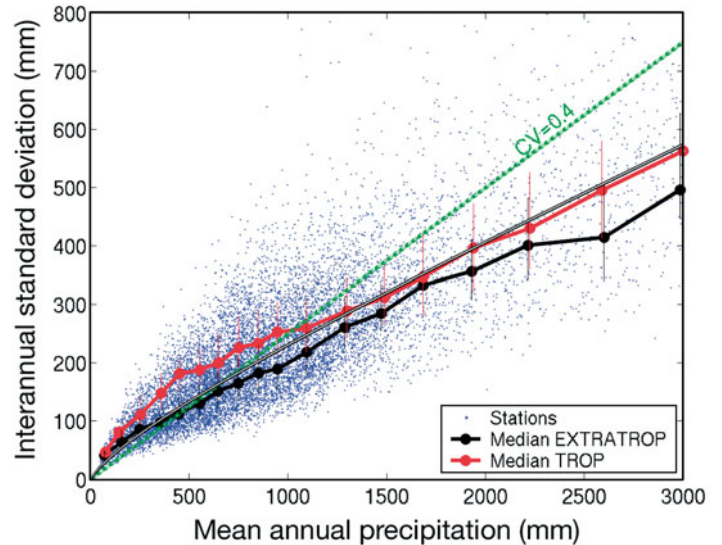 800
700
600
500
400
300
200
100
0
Interannual standard deviation (mm)
CV=0.4
Stations
Median EXTRATROP
Median TROP
0 500 1000 1500 2000 2500 3000
Mean annual precipitation (mm)